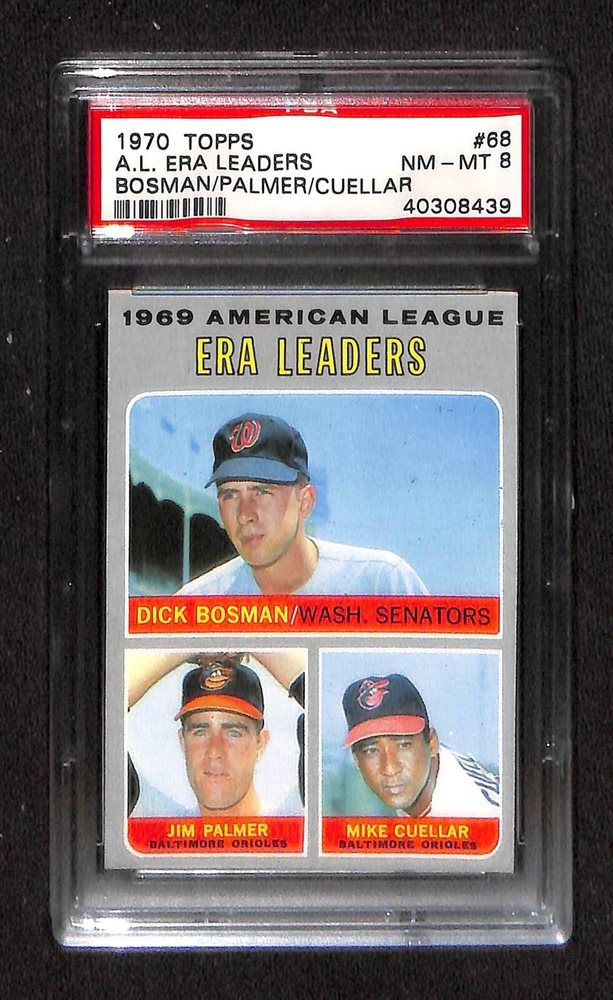 1970 TOPPS #68
A.L. ERA LEADERS NM-MT 8
BOSMAN/PALMER/CUELLAR
40308439
1969 AMERICAN LEAGUE
ERA LEADERS
W
DICK BOSMAN/WASH. SENATORS
JIM PALMER
BALTIMORE ORIOLES
MIKE CUELLAR
BALTIMORE ORIOLES